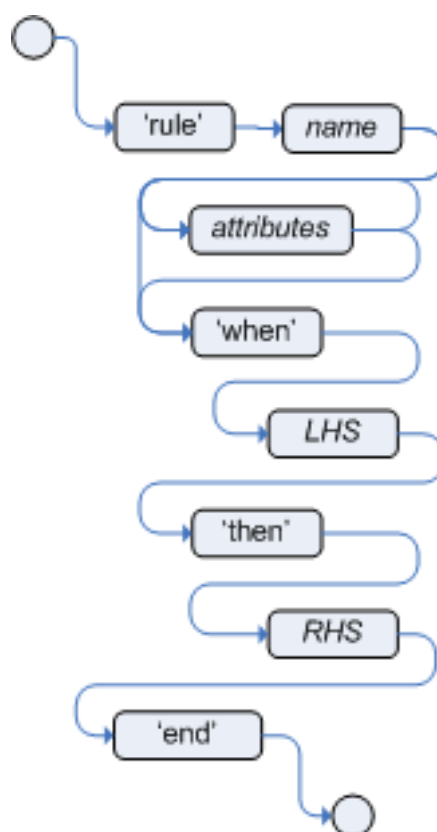 ‘rule’ name
attributes
‘when’
LHS
‘then’
RHS
‘end’